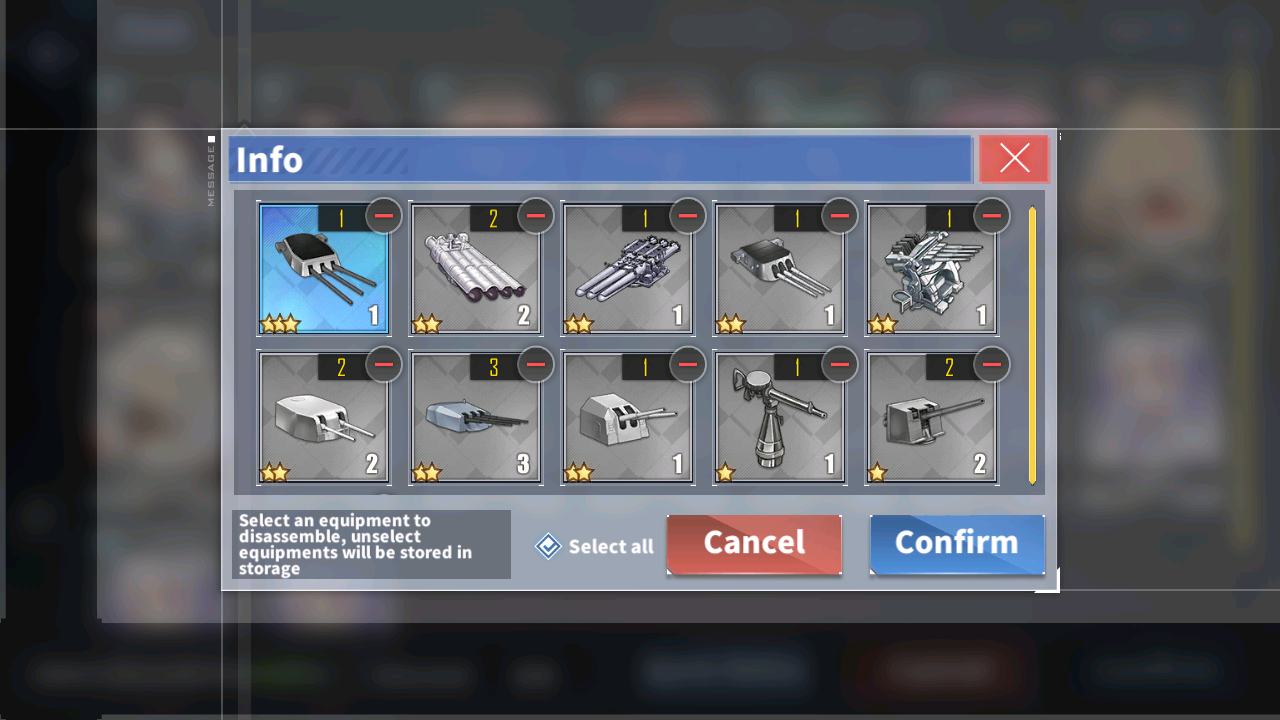 Info
MESSAGE
1
2
1
1
1
1
2
1
1
1
2
3
1
1
2
2
3
1
1
2
Select an equipment to
disassemble, unselect
equipments will be stored in
storage
Select all
Cancel
Confirm